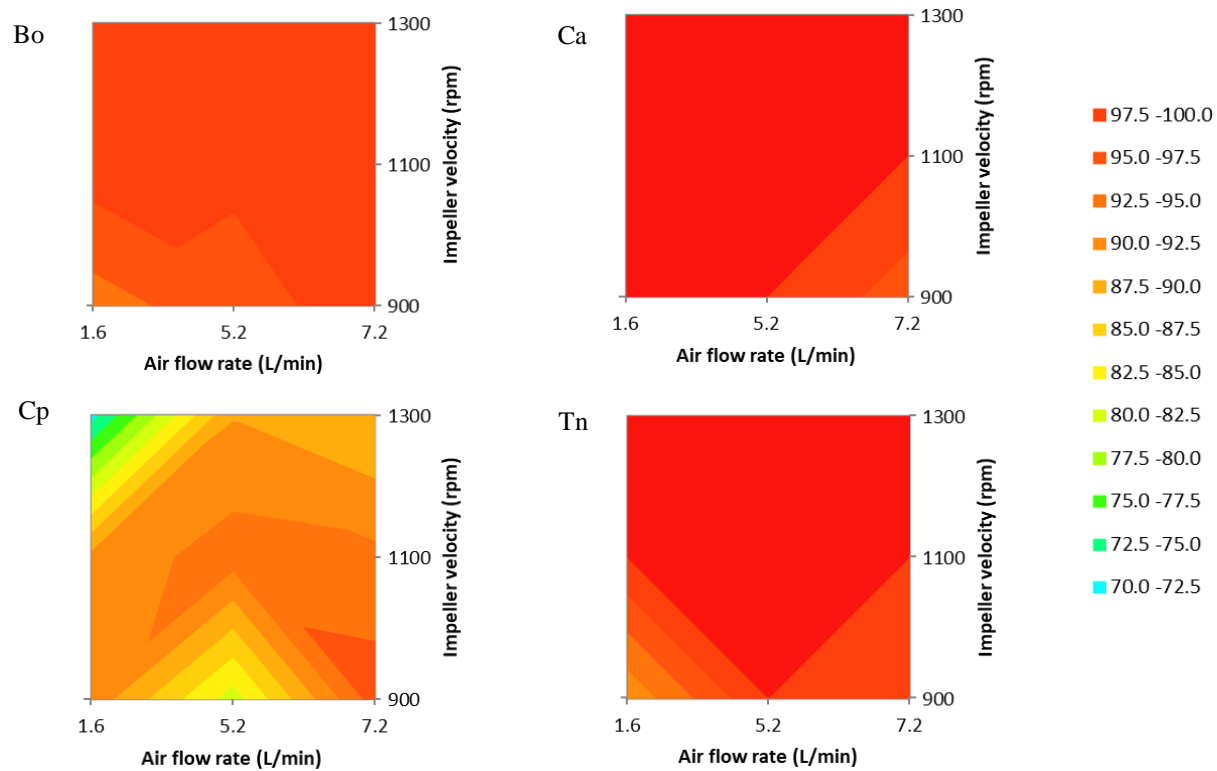 Bo
1300
1100
900
Impeller velocity (rpm)
1.6 5.2 7.2
Air flow rate (L/min)
Ca
1300
1100
900
Impeller velocity (rpm)
1.6 5.2 7.2
Air flow rate (L/min)
Cp
1300
1100
900
Impeller velocity (rpm)
1.6 5.2 7.2
Air flow rate (L/min)
Tn
1300
1100
900
Impeller velocity (rpm)
1.6 5.2 7.2
Air flow rate (L/min)
97.5 -100.0
95.0 -97.5
92.5 -95.0
90.0 -92.5
87.5 -90.0
85.0 -87.5
82.5 -85.0
80.0 -82.5
77.5 -80.0
75.0 -77.5
72.5 -75.0
70.0 -72.5